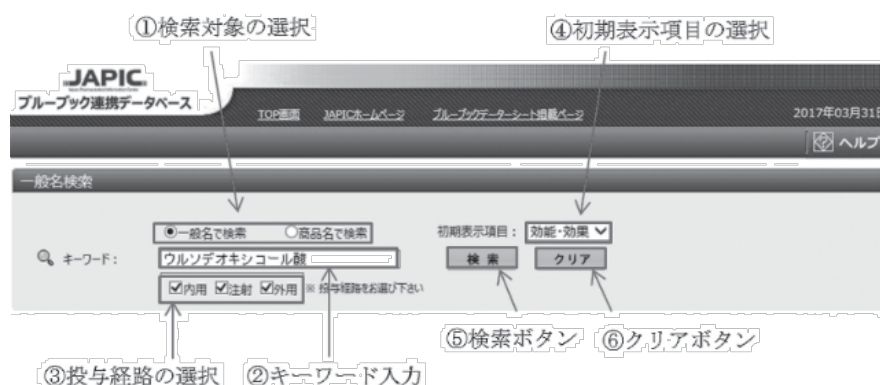 ①検索対象の選択 ④初期表示項目の選択
JAPIC
ブルーブック連携データベース
TOP画面 JAPICホームページ ブルーブックデーターシート掲載ページ 2017年03月31日
ヘルプ
一般名検索
一般名で検索 商品名で検索 初期表示項目： 効能・効果
キーワード： ウルソデオキシコール酸 検索 クリア
内用 注射 外用 ※ 投与経路をお選び下さい
⑤検索ボタン ⑥クリアボタン
③投与経路の選択 ②キーワード入力